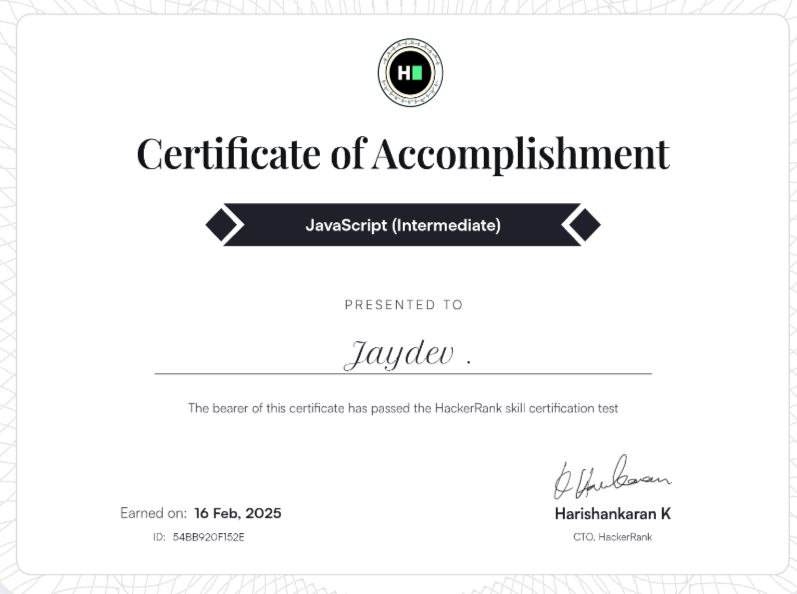 H
Certificate of Accomplishment
JavaScript (Intermediate)
PRESENTED TO
Jaydev .
The bearer of this certificate has passed the HackerRank skill certification test
Earned on: 16 Feb, 2025
ID: 54BB920F152E
Harishankaran K
CTO, HackerRank